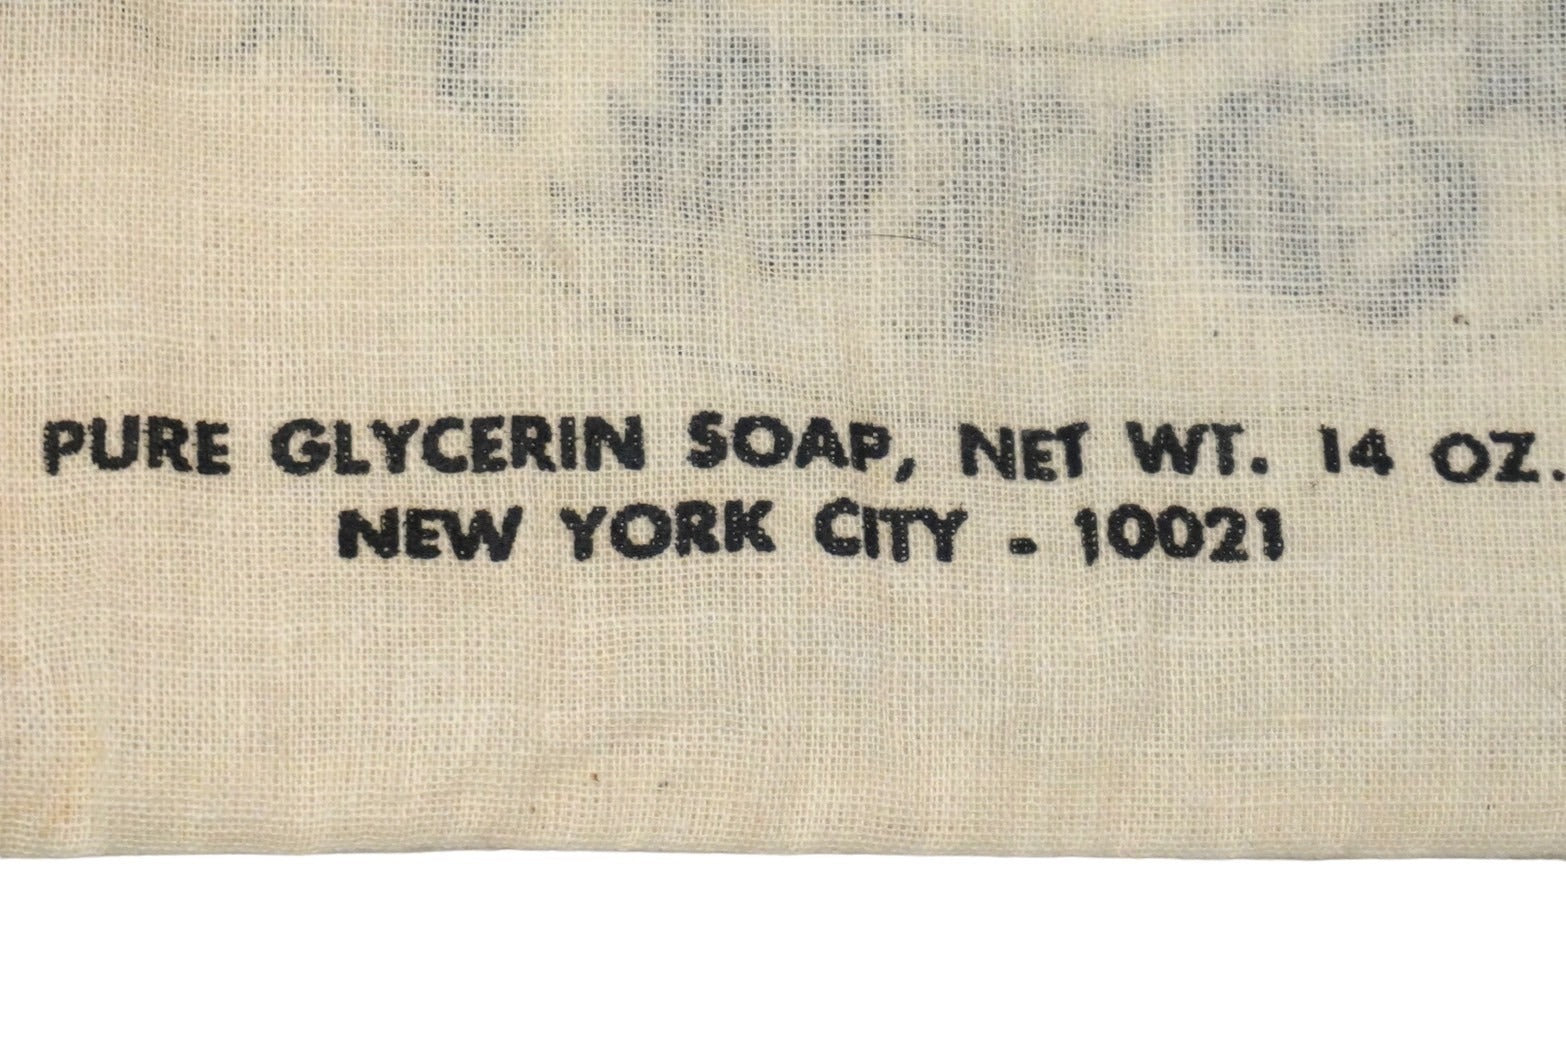 PURE GLYCERIN SOAP, NET WT. 14 OZ.
NEW YORK CITY - 10021